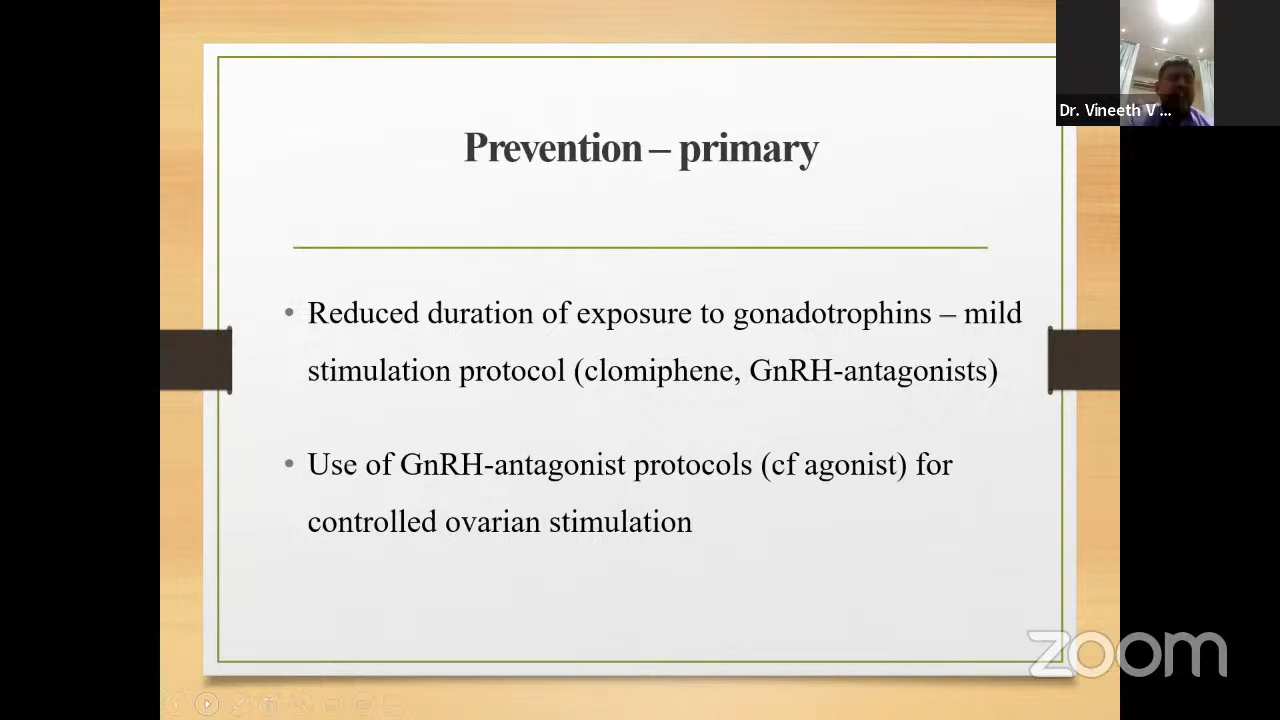 Dr. Vineeth V ...
Prevention – primary
• Reduced duration of exposure to gonadotrophins – mild
stimulation protocol (clomiphene, GnRH-antagonists)
• Use of GnRH-antagonist protocols (cf agonist) for
controlled ovarian stimulation
zoom